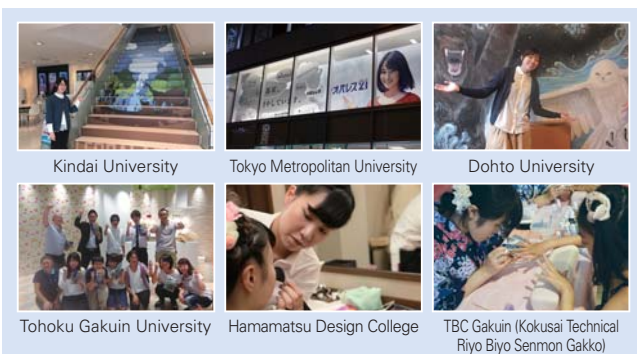 Kindai University
Tokyo Metropolitan University
Dohto University
オハレス21
Tohoku Gakuin University
Hamamatsu Design College
TBC Gakuin (Kokusai Technical
Riyo Biyo Senmon Gakko)